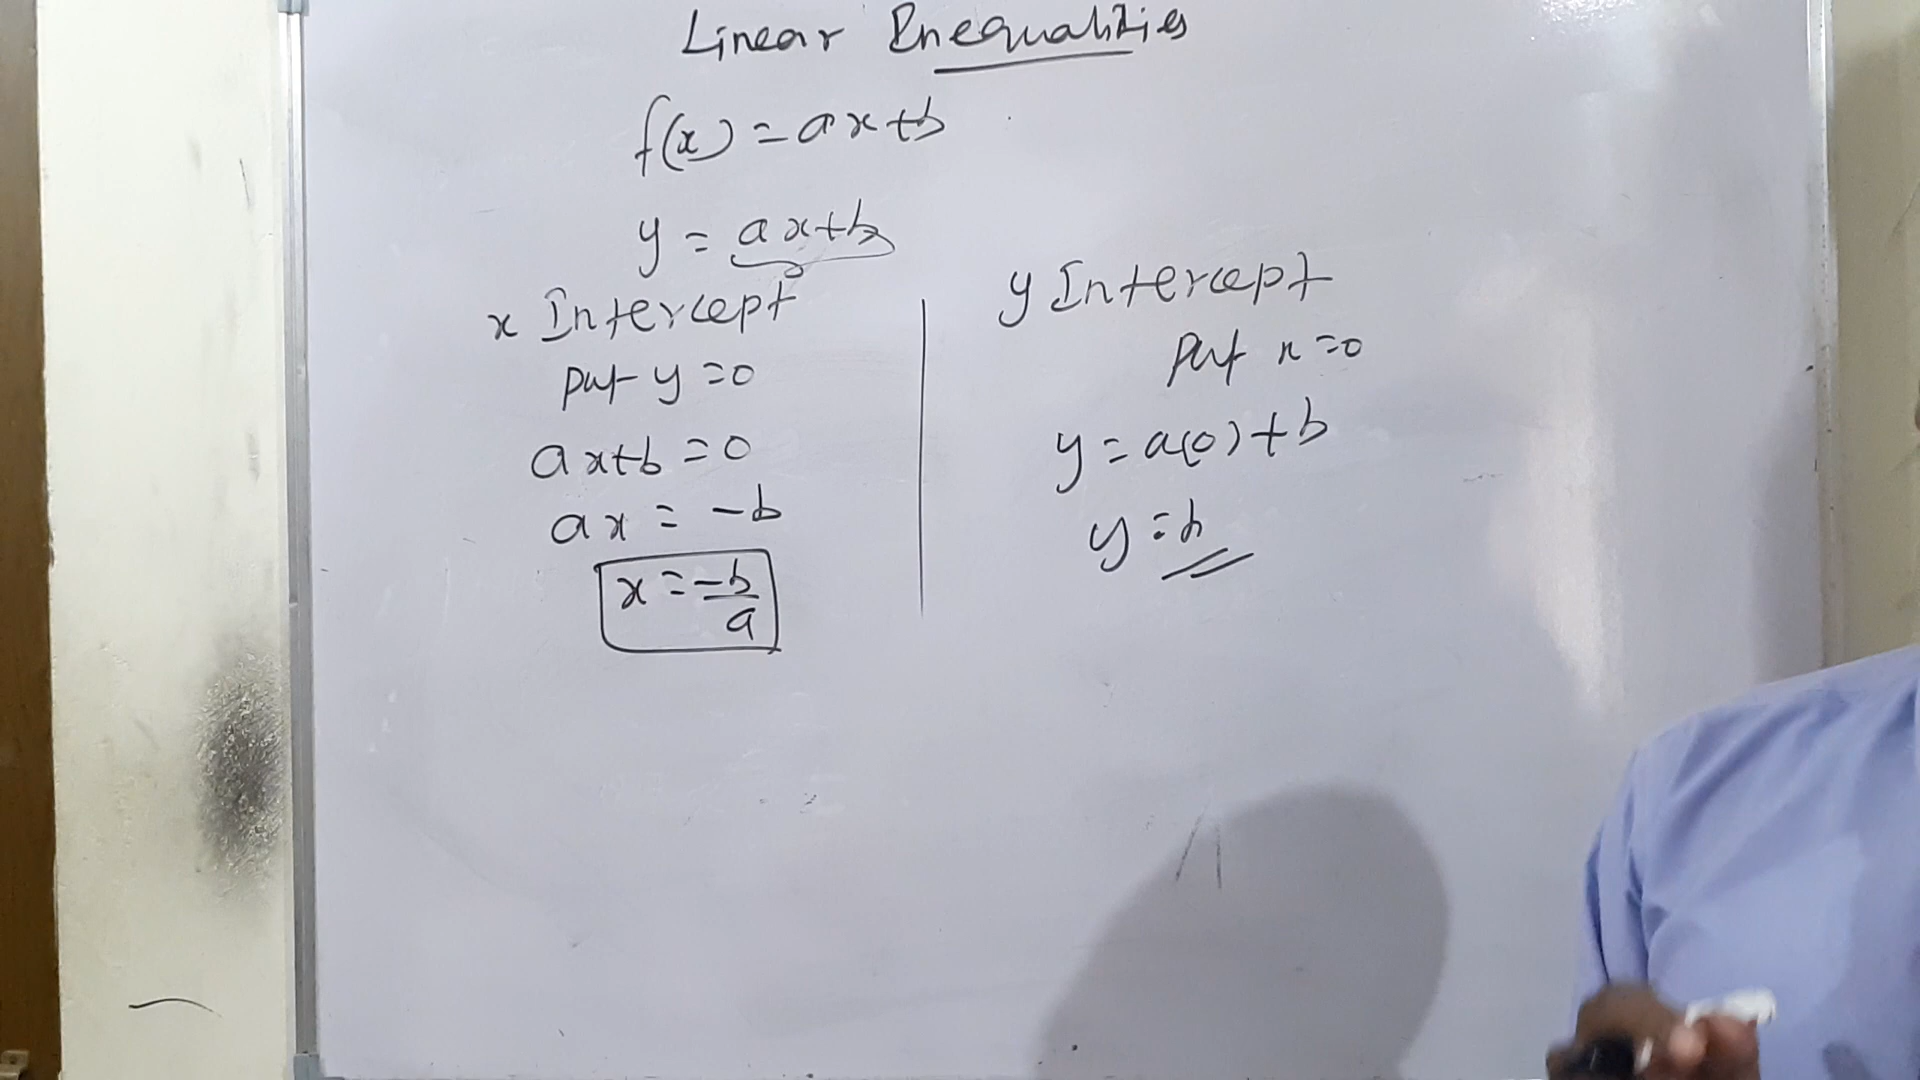 Linear Inequalities
f(x) = ax+b
y = ax+b
x Intercept
put y=0
ax+b=0
ax = -b
x = -b/a
y Intercept
put x=0
y=a(0)+b
y=b